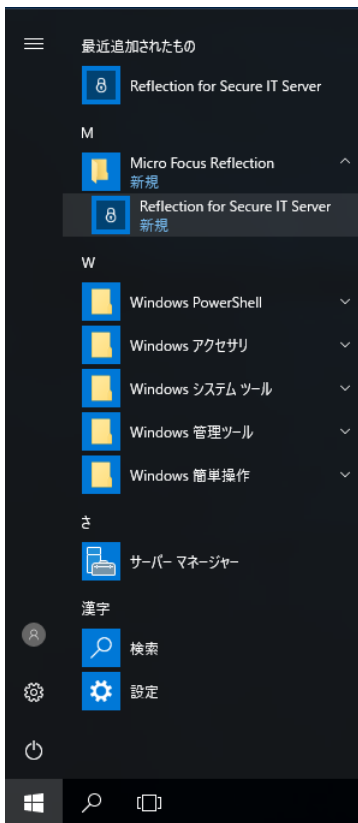 最近追加されたもの
Reflection for Secure IT Server
M
Micro Focus Reflection
新規
Reflection for Secure IT Server
新規
W
Windows PowerShell
Windows アクセサリ
Windows システム ツール
Windows 管理ツール
Windows 簡単操作
さ
サーバー マネージャー
漢字
検索
設定